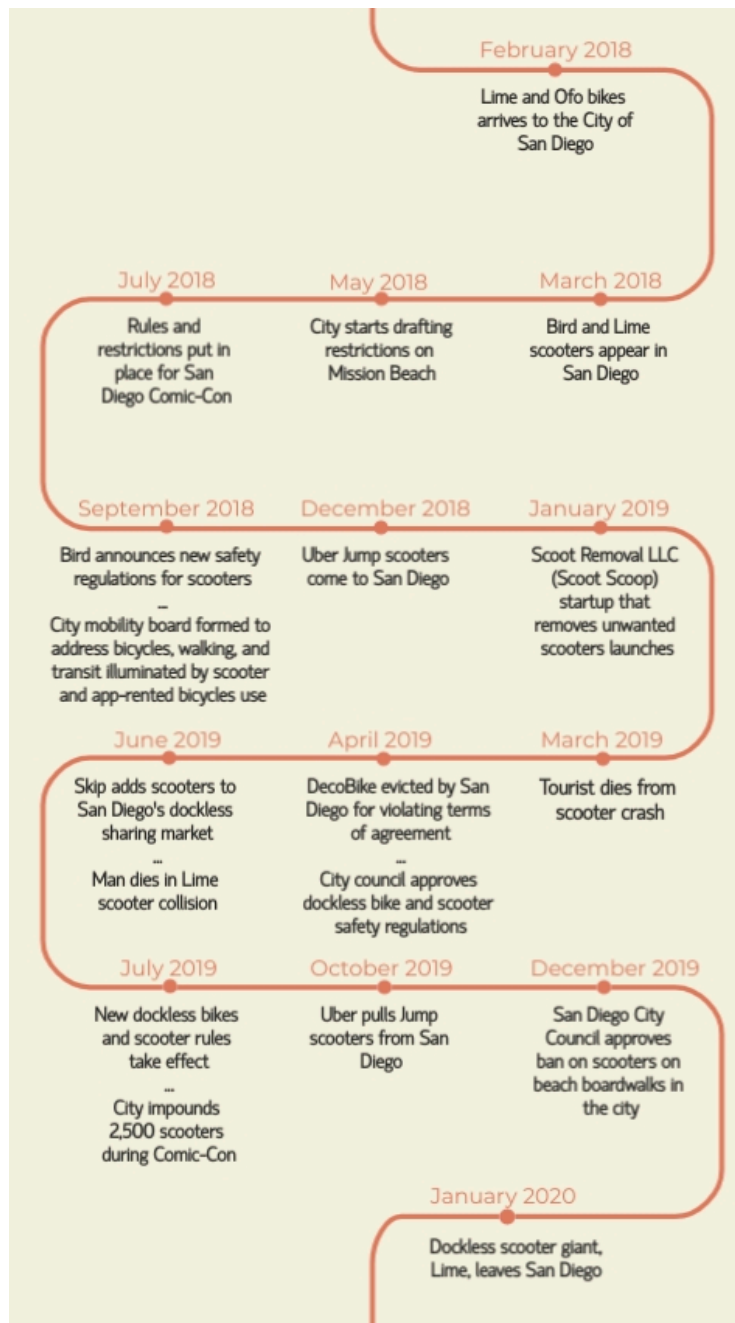 February 2018
Lime and Ofo bikes
arrives to the City of
San Diego
March 2018
Bird and Lime
scooters appear in
San Diego
May 2018
City starts drafting
restrictions on
Mission Beach
July 2018
Rules and
restrictions put in
place for San
Diego Comic-Con
September 2018
Bird announces new safety
regulations for scooters
...
City mobility board formed to
address bicycles, walking, and
transit illuminated by scooter
and app-rented bicycles use
December 2018
Uber Jump scooters
come to San Diego
January 2019
Scoot Removal LLC
(Scoot Scoop)
startup that
removes unwanted
scooters launches
March 2019
Tourist dies from
scooter crash
April 2019
DecoBike evicted by San
Diego for violating terms
of agreement
...
City council approves
dockless bike and scooter
safety regulations
June 2019
Skip adds scooters to
San Diego's dockless
sharing market
...
Man dies in Lime
scooter collision
July 2019
New dockless bikes
and scooter rules
take effect
...
City impounds
2,500 scooters
during Comic-Con
October 2019
Uber pulls Jump
scooters from San
Diego
December 2019
San Diego City
Council approves
ban on scooters on
beach boardwalks in
the city
January 2020
Dockless scooter giant,
Lime, leaves San Diego